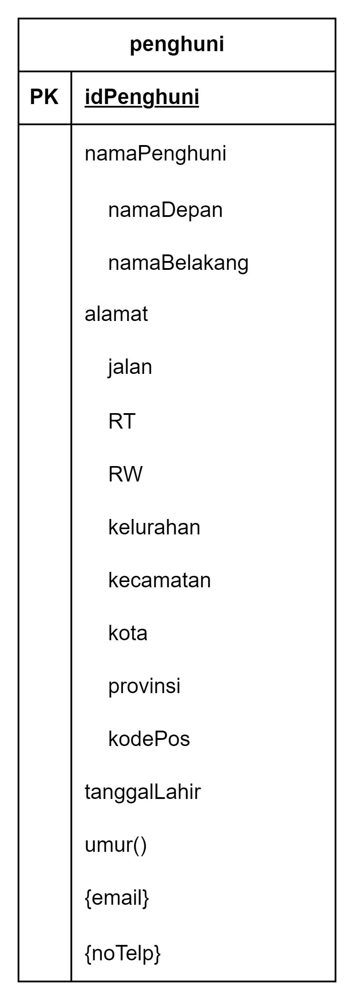 penghuni
PK idPenghuni
namaPenghuni
namaDepan
namaBelakang
alamat
jalan
RT
RW
kelurahan
kecamatan
kota
provinsi
kodePos
tanggalLahir
umur()
{email}
{noTelp}